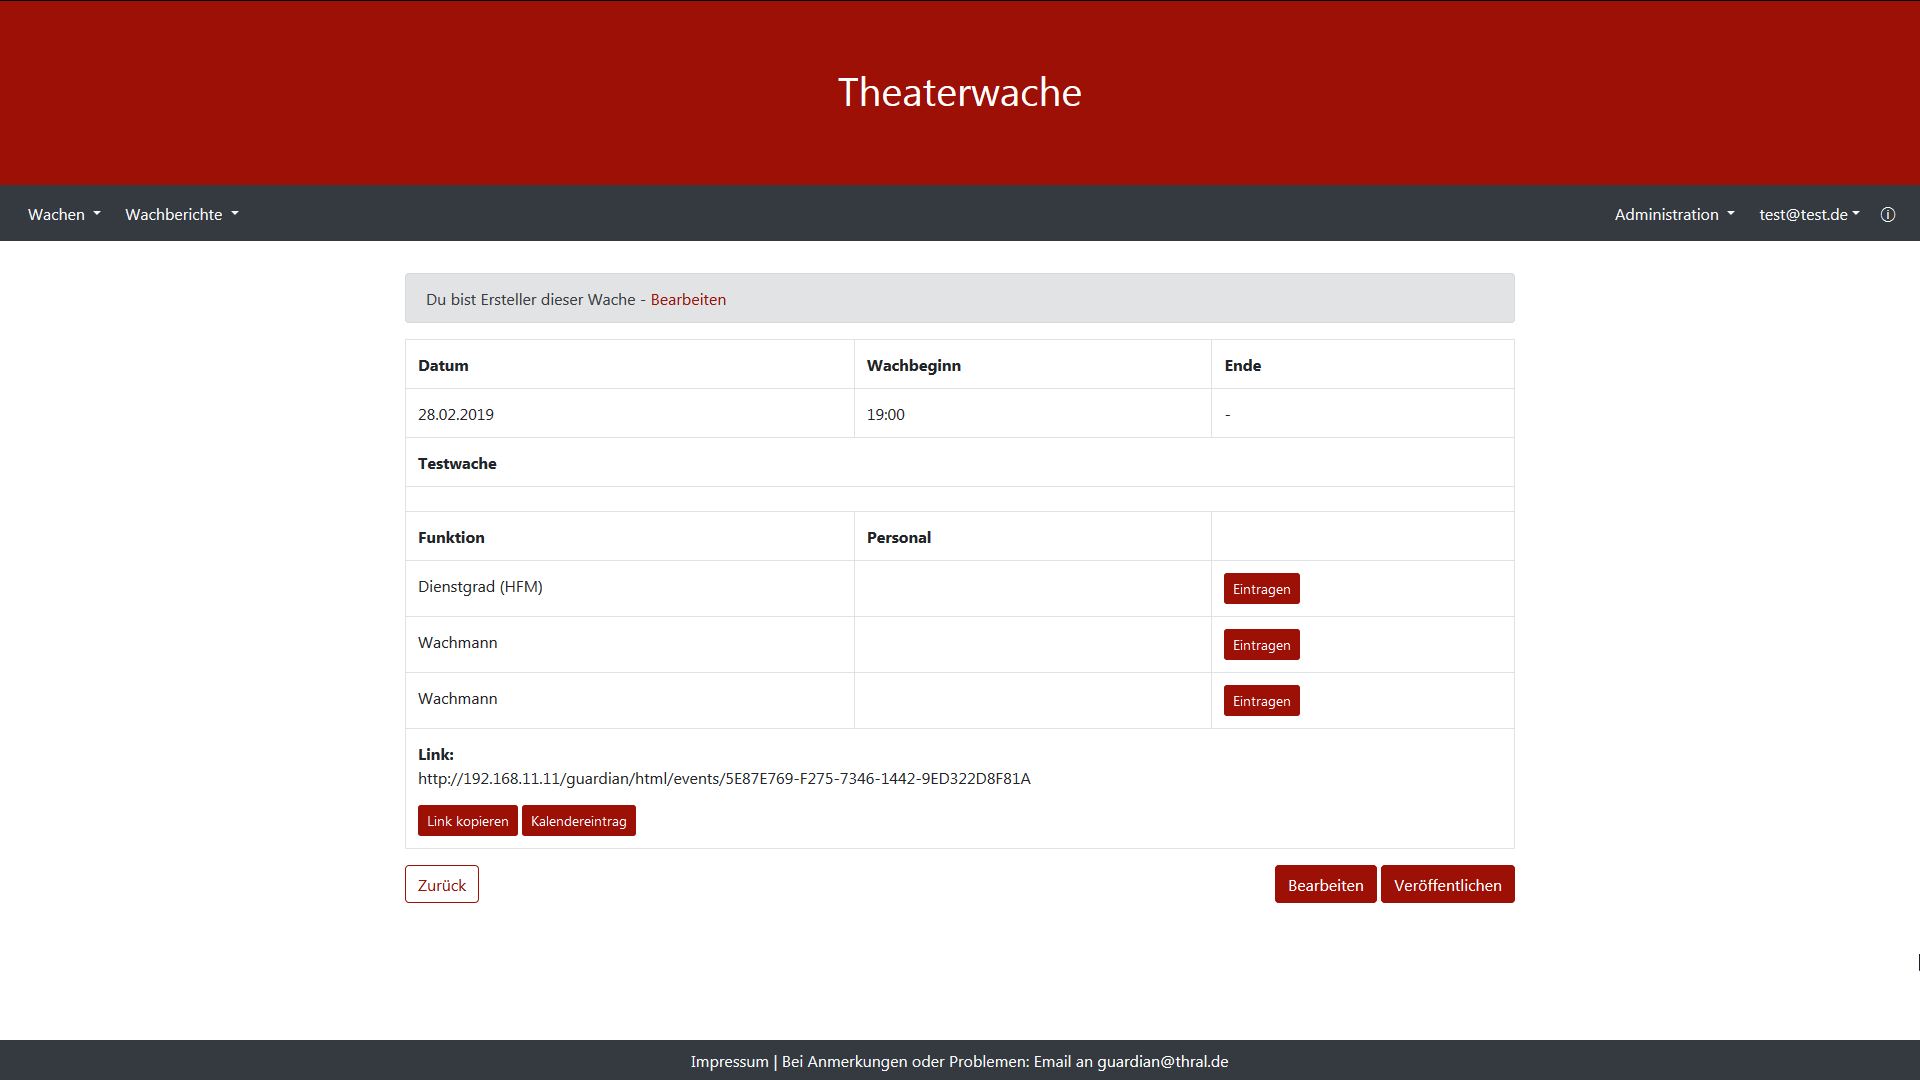 Theaterwache
Wachen Wachberichte Administration test@test.de ⓘ
Du bist Ersteller dieser Wache - Bearbeiten
Datum Wachbeginn Ende
28.02.2019 19:00 -
Testwache
Funktion Personal
Dienstgrad (HFM) Eintragen
Wachmann Eintragen
Wachmann Eintragen
Link:
http://192.168.11.11/guardian/html/events/5E87E769-F275-7346-1442-9ED322D8F81A
Link kopieren Kalendereintrag
Zurück Bearbeiten Veröffentlichen
Impressum | Bei Anmerkungen oder Problemen: Email an guardian@thral.de